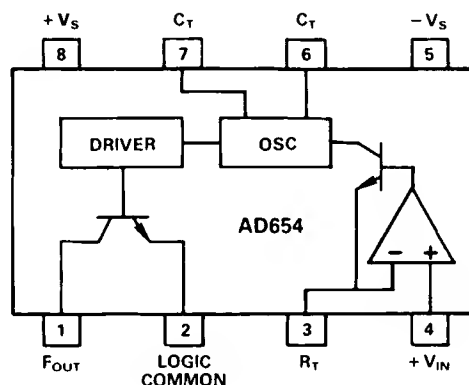 +VS CT CT −VS
8 7 6 5
DRIVER OSC
AD654
− +
1 2 3 4
FOUT LOGIC COMMON RT +VIN